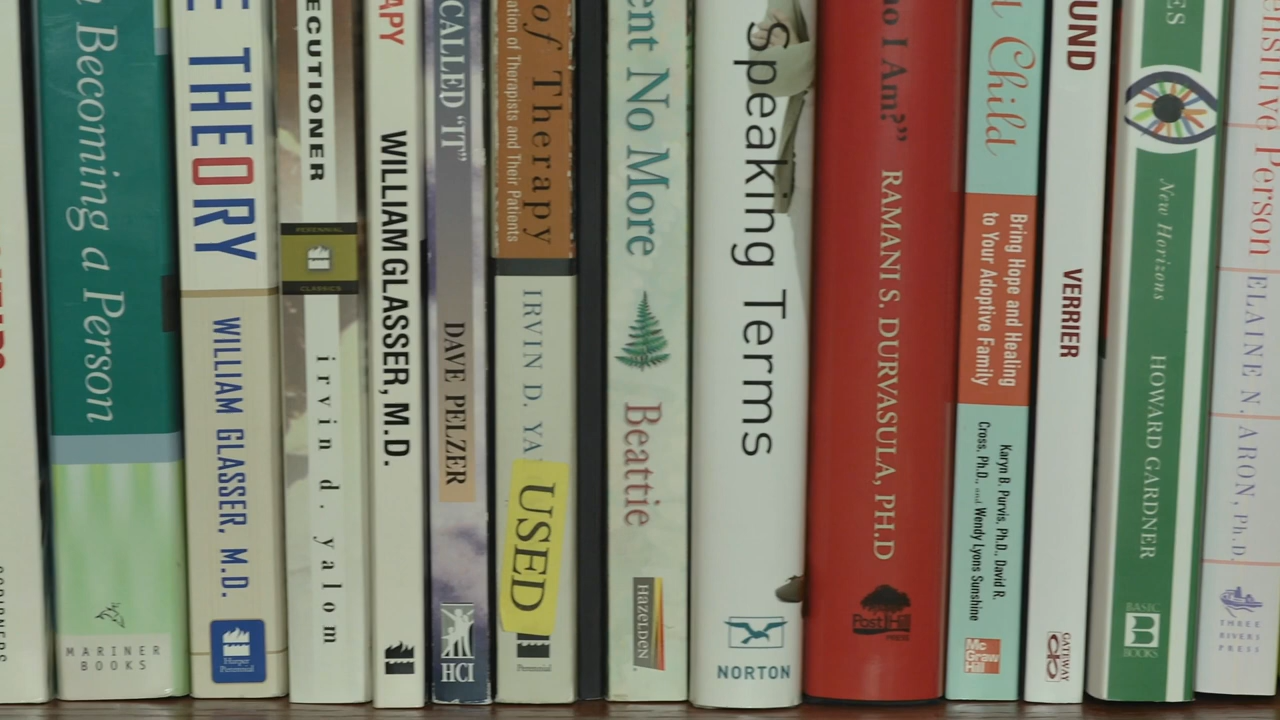 Becoming a Person
MARINER
BOOKS
THEORY
WILLIAM GLASSER, M.D.
Harper
Perennial
ECUTIONER
PERENNIAL
CLASSICS
irvin d. yalom
APY
WILLIAM GLASSER, M.D.
CALLED "IT"
DAVE PELZER
HCI
of Therapy
ation of Therapists and Their Patients
IRVIN D. YA
USED
Perennial
ent No More
Beattie
HAZELDEN
Speaking Terms
NORTON
o I Am?"
RAMANI S. DURVASULA, PH.D
Post Hill
PRESS
Child
Bring Hope and Healing
to Your Adoptive Family
Karyn B. Purvis, Ph.D., David R.
Cross, Ph.D., and Wendy Lyons Sunshine
Mc
Graw
Hill
UND
VERRIER
GATEWAY
ES
New Horizons
HOWARD GARDNER
BASIC
BOOKS
ensitive Person
ELAINE N. ARON, Ph.D.
THREE
RIVERS
PRESS